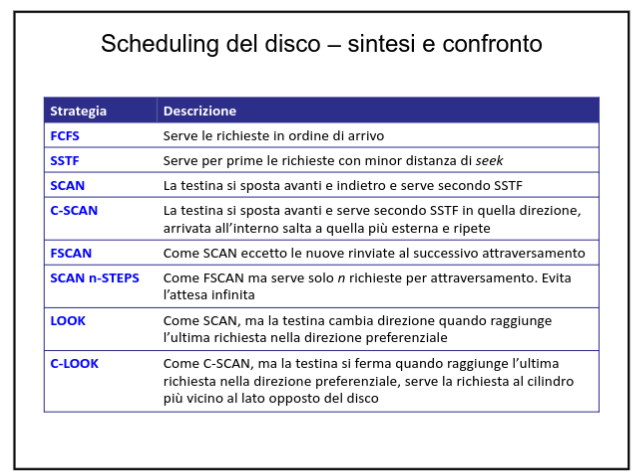 Scheduling del disco – sintesi e confronto
Strategia Descrizione
FCFS Serve le richieste in ordine di arrivo
SSTF Serve per prime le richieste con minor distanza di seek
SCAN La testina si sposta avanti e indietro e serve secondo SSTF
C-SCAN La testina si sposta avanti e serve secondo SSTF in quella direzione,
arrivata all'interno salta a quella più esterna e ripete
FSCAN Come SCAN eccetto le nuove rinviate al successivo attraversamento
SCAN n-STEPS Come FSCAN ma serve solo n richieste per attraversamento. Evita
l'attesa infinita
LOOK Come SCAN, ma la testina cambia direzione quando raggiunge
l'ultima richiesta nella direzione preferenziale
C-LOOK Come C-SCAN, ma la testina si ferma quando raggiunge l'ultima
richiesta nella direzione preferenziale, serve la richiesta al cilindro
più vicino al lato opposto del disco